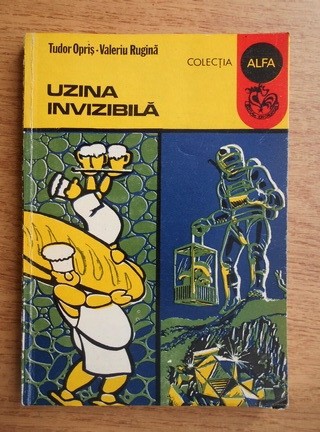 Tudor Opriș - Valeriu Rugină
COLECȚIA ALFA
UZINA
INVIZIBILĂ